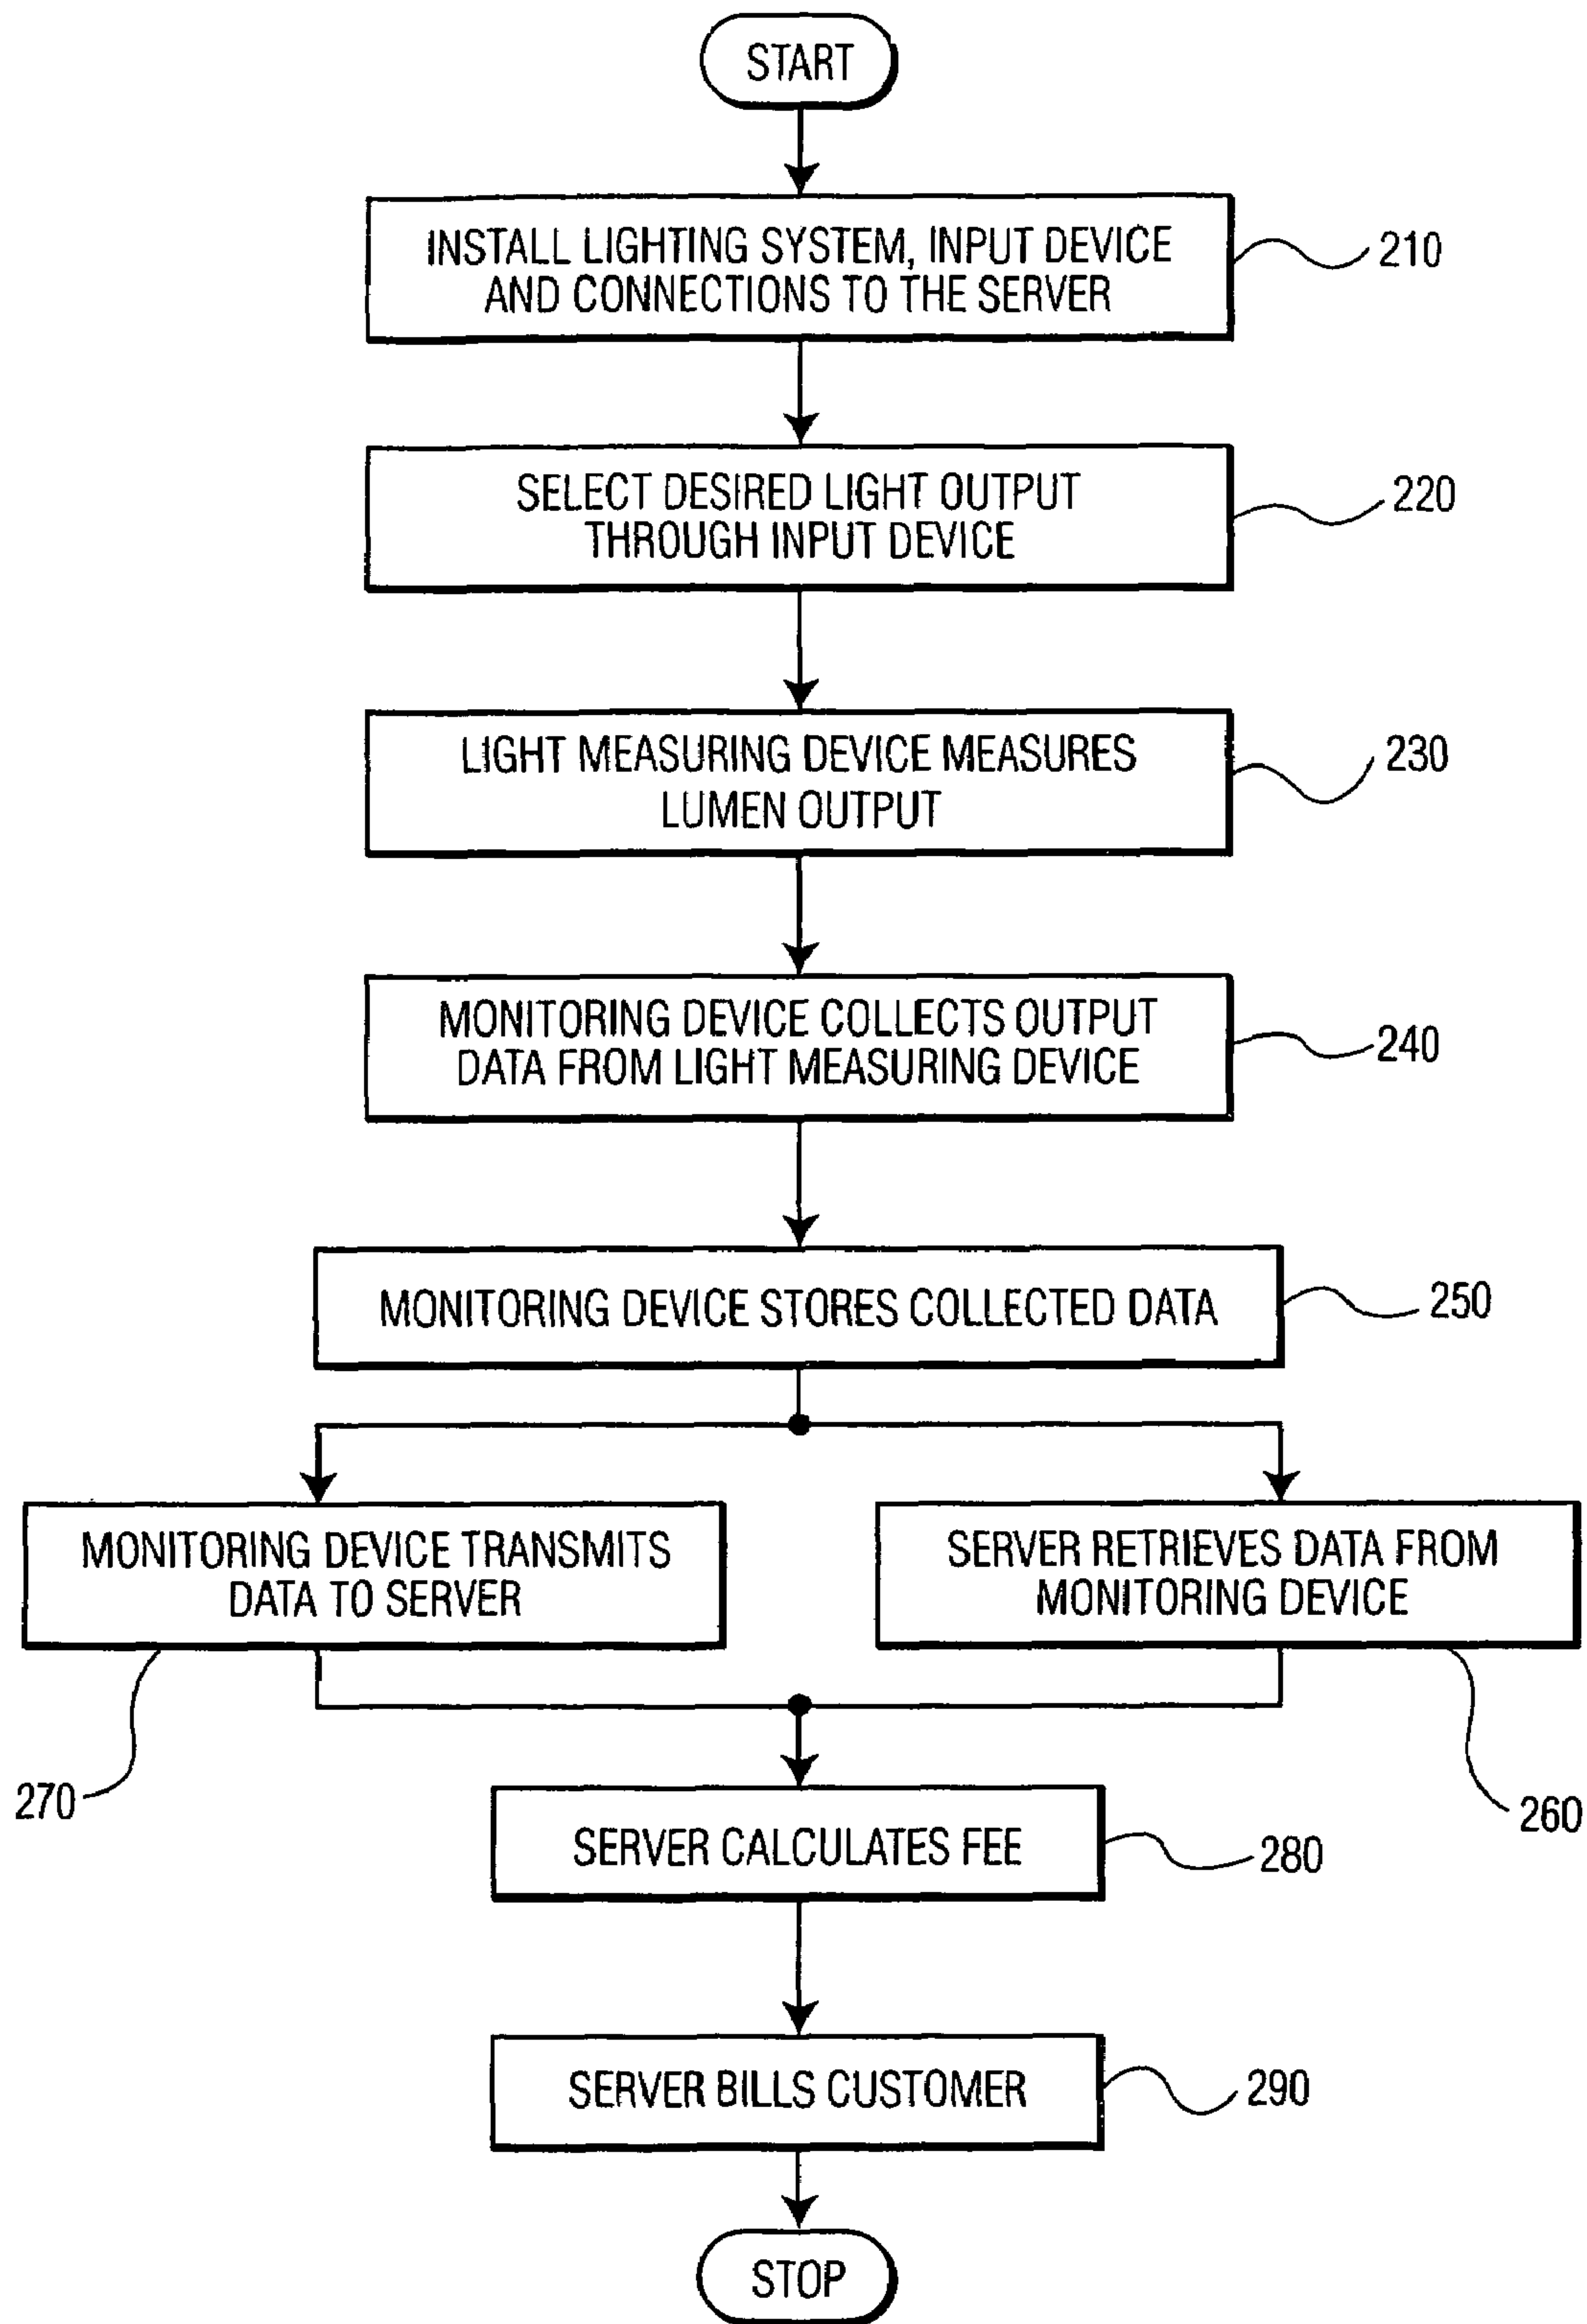 START
INSTALL LIGHTING SYSTEM, INPUT DEVICE
AND CONNECTIONS TO THE SERVER
210
SELECT DESIRED LIGHT OUTPUT
THROUGH INPUT DEVICE
220
LIGHT MEASURING DEVICE MEASURES
LUMEN OUTPUT
230
MONITORING DEVICE COLLECTS OUTPUT
DATA FROM LIGHT MEASURING DEVICE
240
MONITORING DEVICE STORES COLLECTED DATA
250
MONITORING DEVICE TRANSMITS
DATA TO SERVER
270
SERVER RETRIEVES DATA FROM
MONITORING DEVICE
260
SERVER CALCULATES FEE
280
SERVER BILLS CUSTOMER
290
STOP